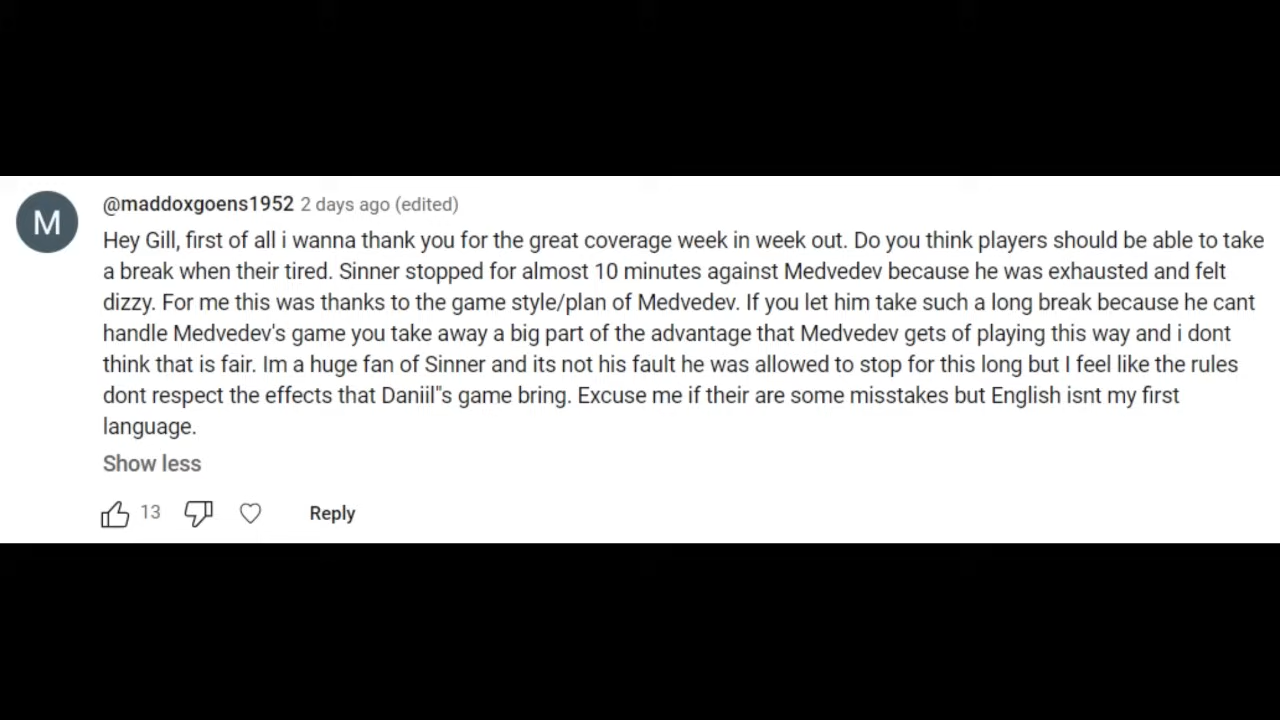 M
@maddoxgoens1952 2 days ago (edited)
Hey Gill, first of all i wanna thank you for the great coverage week in week out. Do you think players should be able to take
a break when their tired. Sinner stopped for almost 10 minutes against Medvedev because he was exhausted and felt
dizzy. For me this was thanks to the game style/plan of Medvedev. If you let him take such a long break because he cant
handle Medvedev's game you take away a big part of the advantage that Medvedev gets of playing this way and i dont
think that is fair. Im a huge fan of Sinner and its not his fault he was allowed to stop for this long but I feel like the rules
dont respect the effects that Daniil"s game bring. Excuse me if their are some misstakes but English isnt my first
language.
Show less
13 Reply